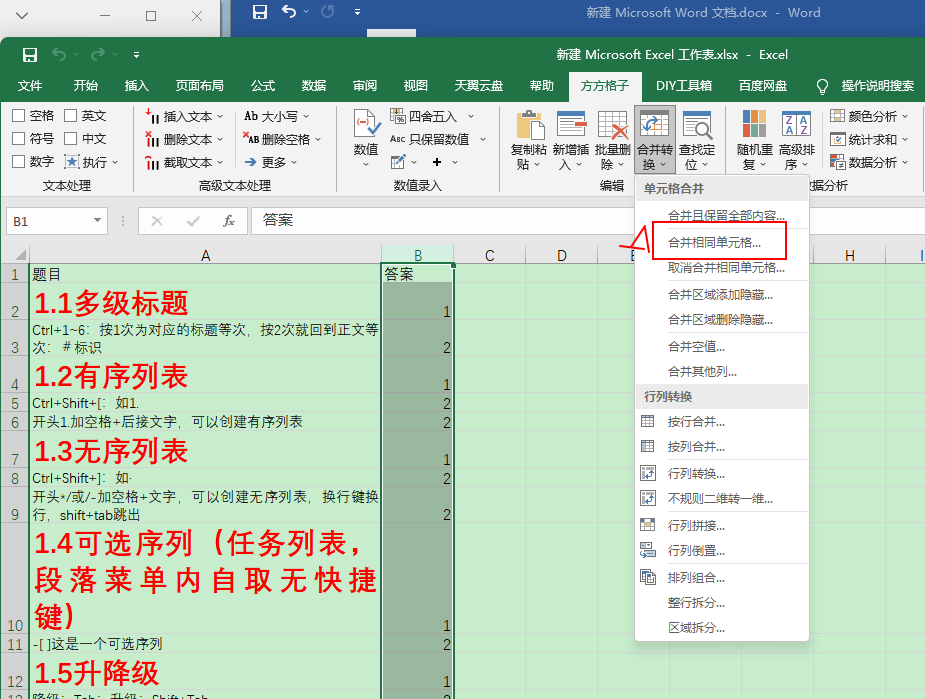 新建 Microsoft Word 文档.docx - Word
新建 Microsoft Excel 工作表.xlsx - Excel
文件 开始 插入 页面布局 公式 数据 审阅 视图 天翼云盘 帮助 方方格子 DIY工具箱 百度网盘 操作说明搜索
空格 英文 插入文本 Ab 大小写 数值 四舍五入 复制粘贴 新增插入 批量删除 合并转换 查找定位 随机重复 高级排序 颜色分析
符号 中文 删除文本 AB 删除空格 ABC 只保留数值 统计求和
数字 执行 截取文本 更多 数据分析
文本处理 高级文本处理 数值录入 编辑 据分析
B1 fx 答案
A B C D E H I
1 题目 答案
2 1.1多级标题 1
3 Ctrl+1~6：按1次为对应的标题等次，按2次就回到正文等
次：＃标识 2
4 1.2有序列表 1
5 Ctrl+Shift+[：如1. 2
6 开头1.加空格+后接文字，可以创建有序列表 2
7 1.3无序列表 1
8 Ctrl+Shift+]：如· 2
9 开头*/或/-加空格+文字，可以创建无序列表，换行键换
行，shift+tab跳出 2
10 1.4可选序列（任务列表，
段落菜单内自取无快捷
键） 1
11 -[ ]这是一个可选序列 2
12 1.5升降级 1
降级：Tab；升级：Shift+Tab
单元格合并
合并且保留全部内容...
合并相同单元格...
取消合并相同单元格...
合并区域添加隐藏...
合并区域删除隐藏...
合并空值...
合并其他列...
行列转换
按行合并...
按列合并...
行列转换...
不规则二维转一维...
行列拼接...
行列倒置...
排列组合...
整行拆分...
区域拆分...